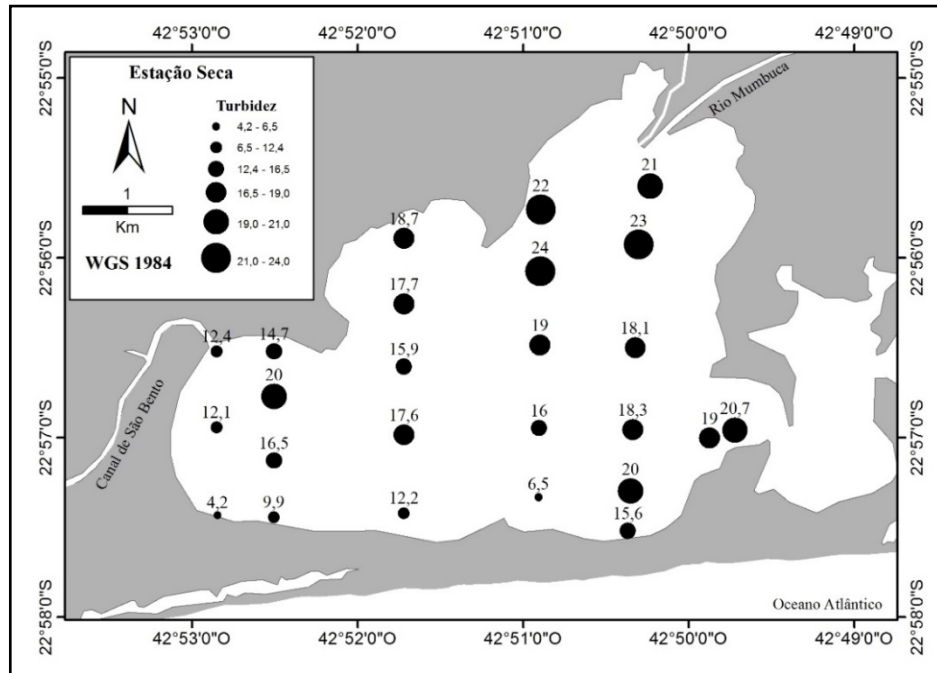 42°53'0"S 42°52'0"S 42°51'0"S 42°50'0"S 42°49'0"S
22°55'0"S
22°55'0"S
Estação Seca
N
1
Km
WGS 1984
Turbidez
4,2 - 6,5
6,5 - 12,4
12,4 - 16,5
16,5 - 19,0
19,0 - 21,0
21,0 - 24,0
Rio Mumbuca
21
22
23
18,7
24
22°56'0"S
22°56'0"S
17,7
19
18,1
12,4
14,7
15,9
20
Canal de São Bento
12,1
17,6
16
18,3
19
20,7
22°57'0"S
22°57'0"S
16,5
20
6,5
4,2
9,9
12,2
15,6
Oceano Atlântico
22°58'0"S
22°58'0"S
42°53'0"S 42°52'0"S 42°51'0"S 42°50'0"S 42°49'0"S